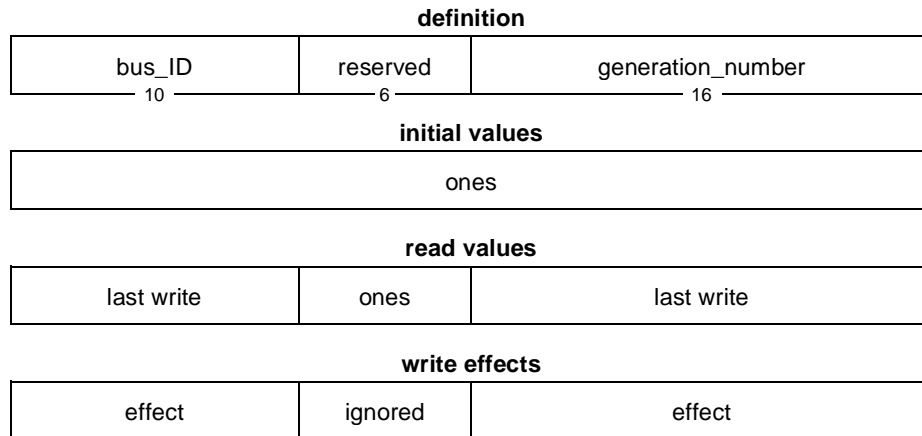 definition
bus_ID reserved generation_number
10 6 16
initial values
ones
read values
last write ones last write
write effects
effect ignored effect